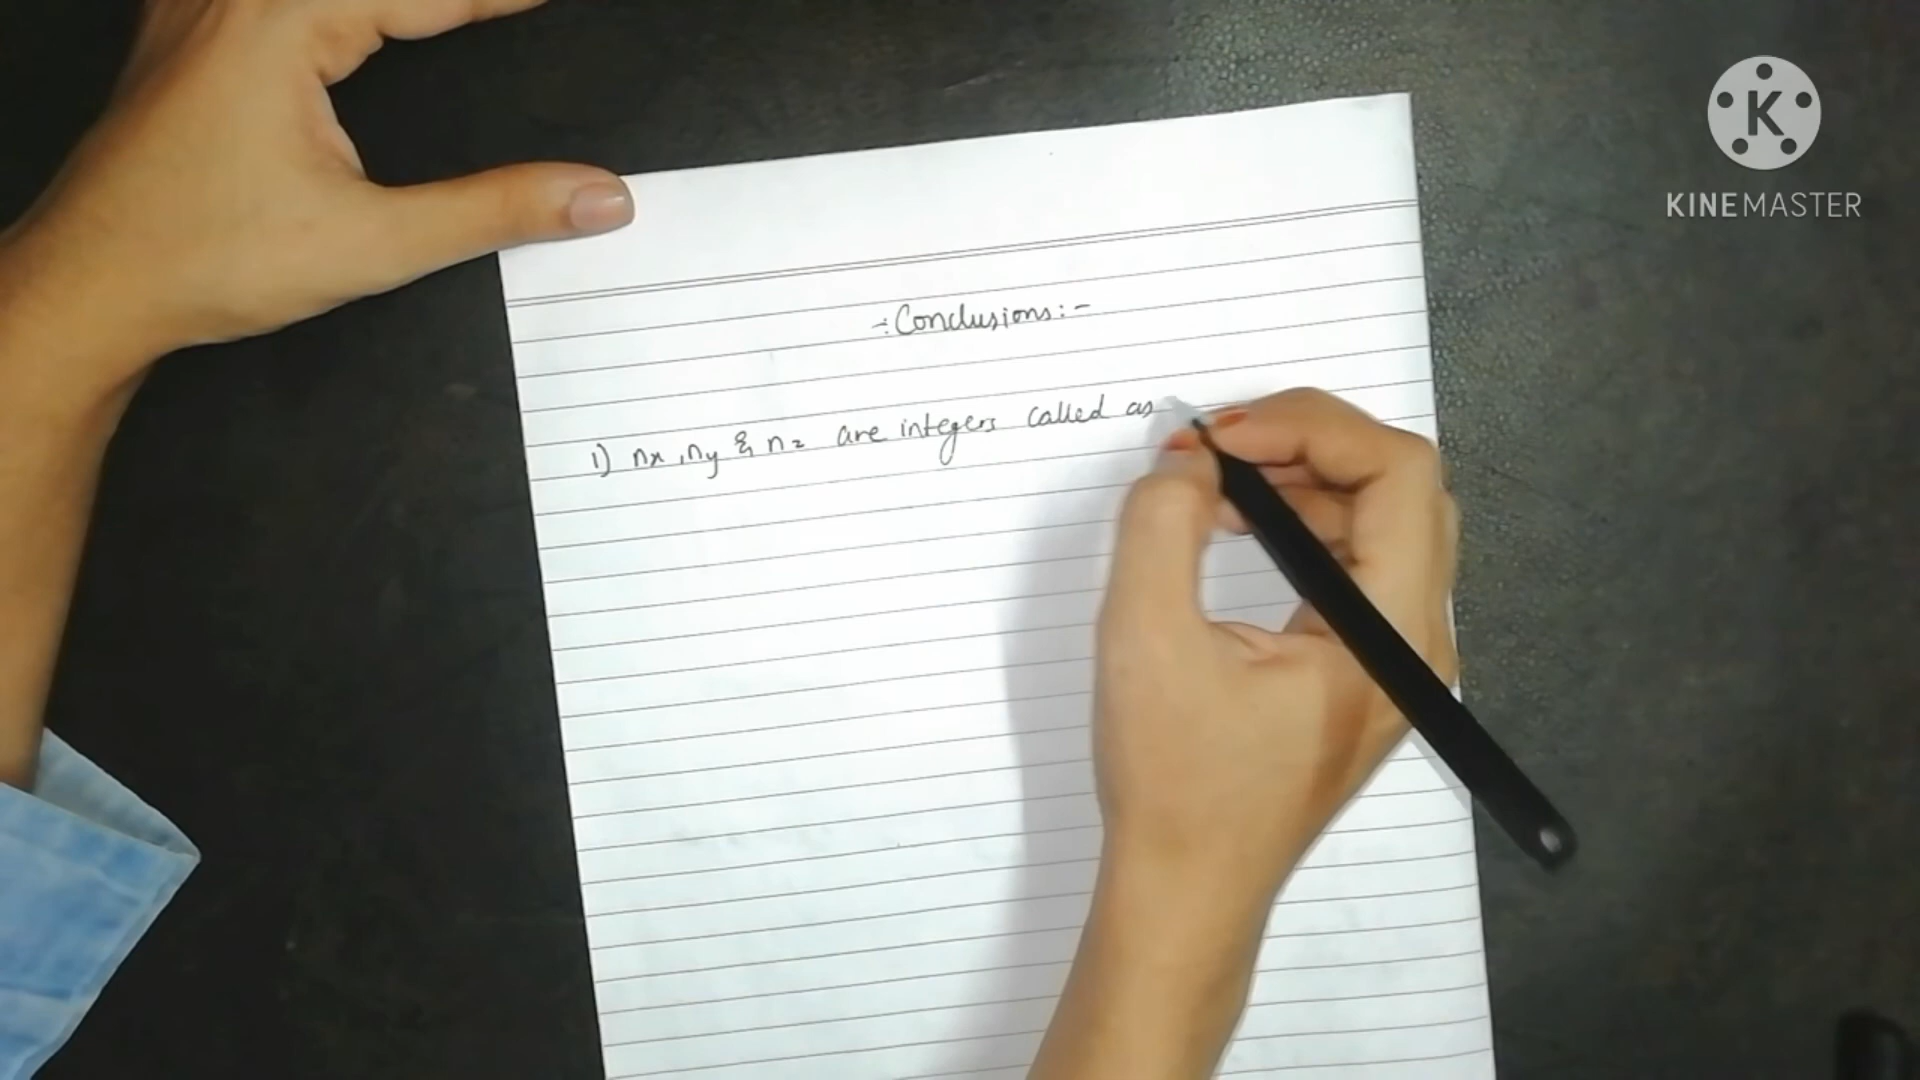 -: Conclusions:-
1) nx, ny & nz are integers called as
K
KINEMASTER